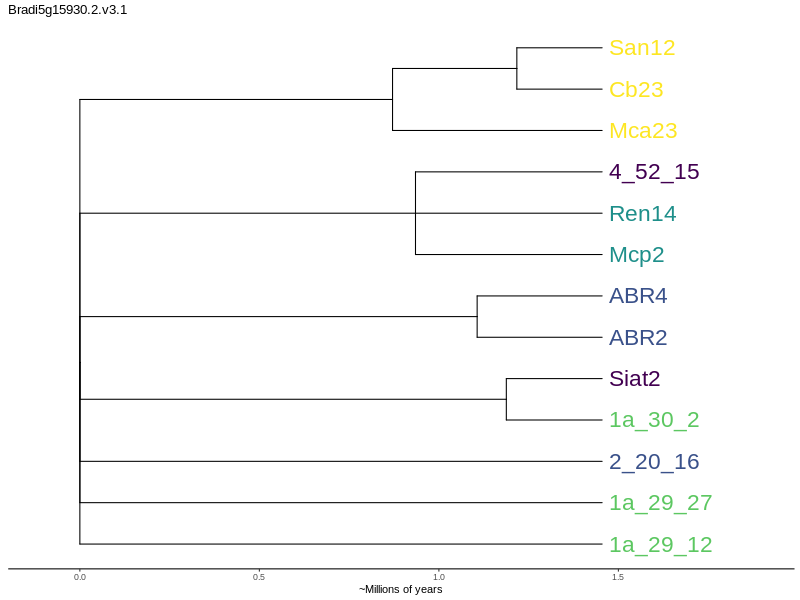 Bradi5g15930.2.v3.1
San12
Cb23
Mca23
4_52_15
Ren14
Mcp2
ABR4
ABR2
Siat2
1a_30_2
2_20_16
1a_29_27
1a_29_12
0.0 0.5 1.0 1.5
~Millions of years